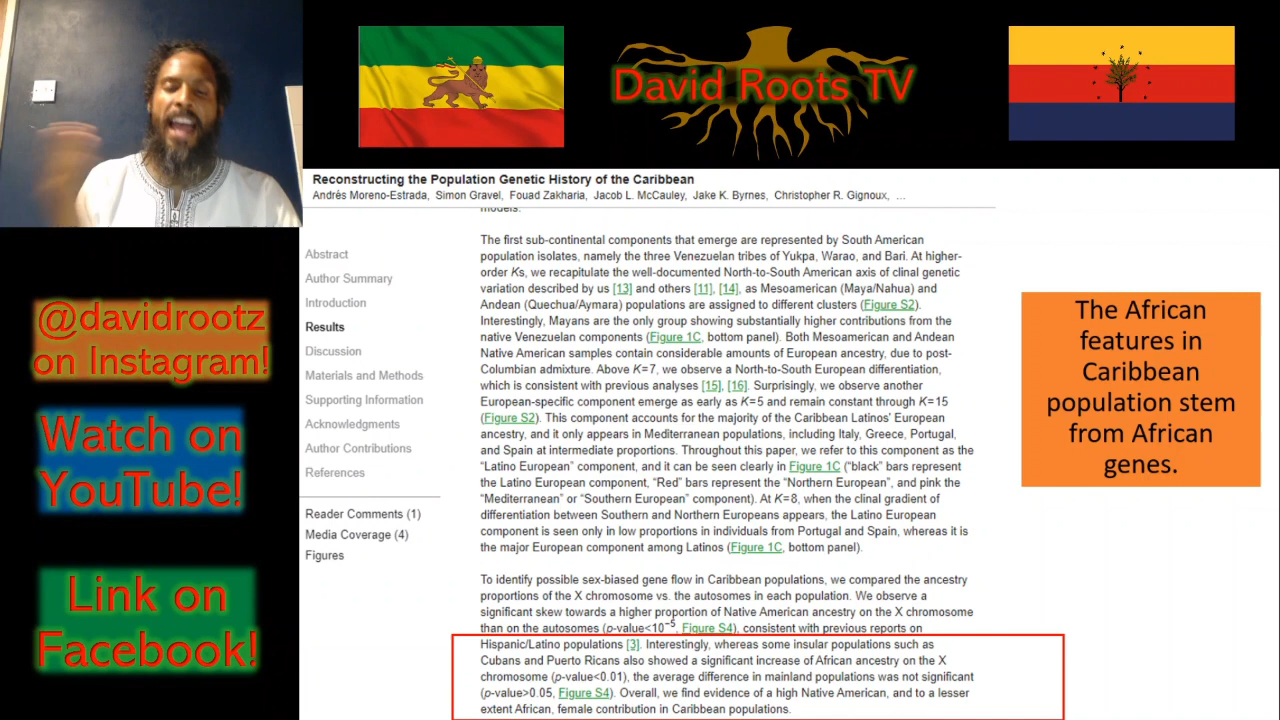 David Roots TV
@davidrootz
on Instagram!
Watch on
YouTube!
Link on
Facebook!
Reconstructing the Population Genetic History of the Caribbean
Andrés Moreno-Estrada, Simon Gravel, Fouad Zakharia, Jacob L. McCauley, Jake K. Byrnes, Christopher R. Gignoux, ...
Abstract
Author Summary
Introduction
Results
Discussion
Materials and Methods
Supporting Information
Acknowledgments
Author Contributions
References
Reader Comments (1)
Media Coverage (4)
Figures
models.
The first sub-continental components that emerge are represented by South American
population isolates, namely the three Venezuelan tribes of Yukpa, Warao, and Bari. At higher-
order Ks, we recapitulate the well-documented North-to-South American axis of clinal genetic
variation described by us [13] and others [11], [14], as Mesoamerican (Maya/Nahua) and
Andean (Quechua/Aymara) populations are assigned to different clusters (Figure S2).
Interestingly, Mayans are the only group showing substantially higher contributions from the
native Venezuelan components (Figure 1C, bottom panel). Both Mesoamerican and Andean
Native American samples contain considerable amounts of European ancestry, due to post-
Columbian admixture. Above K=7, we observe a North-to-South European differentiation,
which is consistent with previous analyses [15], [16]. Surprisingly, we observe another
European-specific component emerge as early as K=5 and remain constant through K=15
(Figure S2). This component accounts for the majority of the Caribbean Latinos' European
ancestry, and it only appears in Mediterranean populations, including Italy, Greece, Portugal,
and Spain at intermediate proportions. Throughout this paper, we refer to this component as the
"Latino European" component, and it can be seen clearly in Figure 1C ("black" bars represent
the Latino European component, "Red" bars represent the "Northern European", and pink the
"Mediterranean" or "Southern European" component). At K=8, when the clinal gradient of
differentiation between Southern and Northern Europeans appears, the Latino European
component is seen only in low proportions in individuals from Portugal and Spain, whereas it is
the major European component among Latinos (Figure 1C, bottom panel).
To identify possible sex-biased gene flow in Caribbean populations, we compared the ancestry
proportions of the X chromosome vs. the autosomes in each population. We observe a
significant skew towards a higher proportion of Native American ancestry on the X chromosome
than on the autosomes (p-value<10⁻⁵, Figure S4), consistent with previous reports on
Hispanic/Latino populations [3]. Interestingly, whereas some insular populations such as
Cubans and Puerto Ricans also showed a significant increase of African ancestry on the X
chromosome (p-value<0.01), the average difference in mainland populations was not significant
(p-value>0.05, Figure S4). Overall, we find evidence of a high Native American, and to a lesser
extent African, female contribution in Caribbean populations.
The African
features in
Caribbean
population stem
from African
genes.